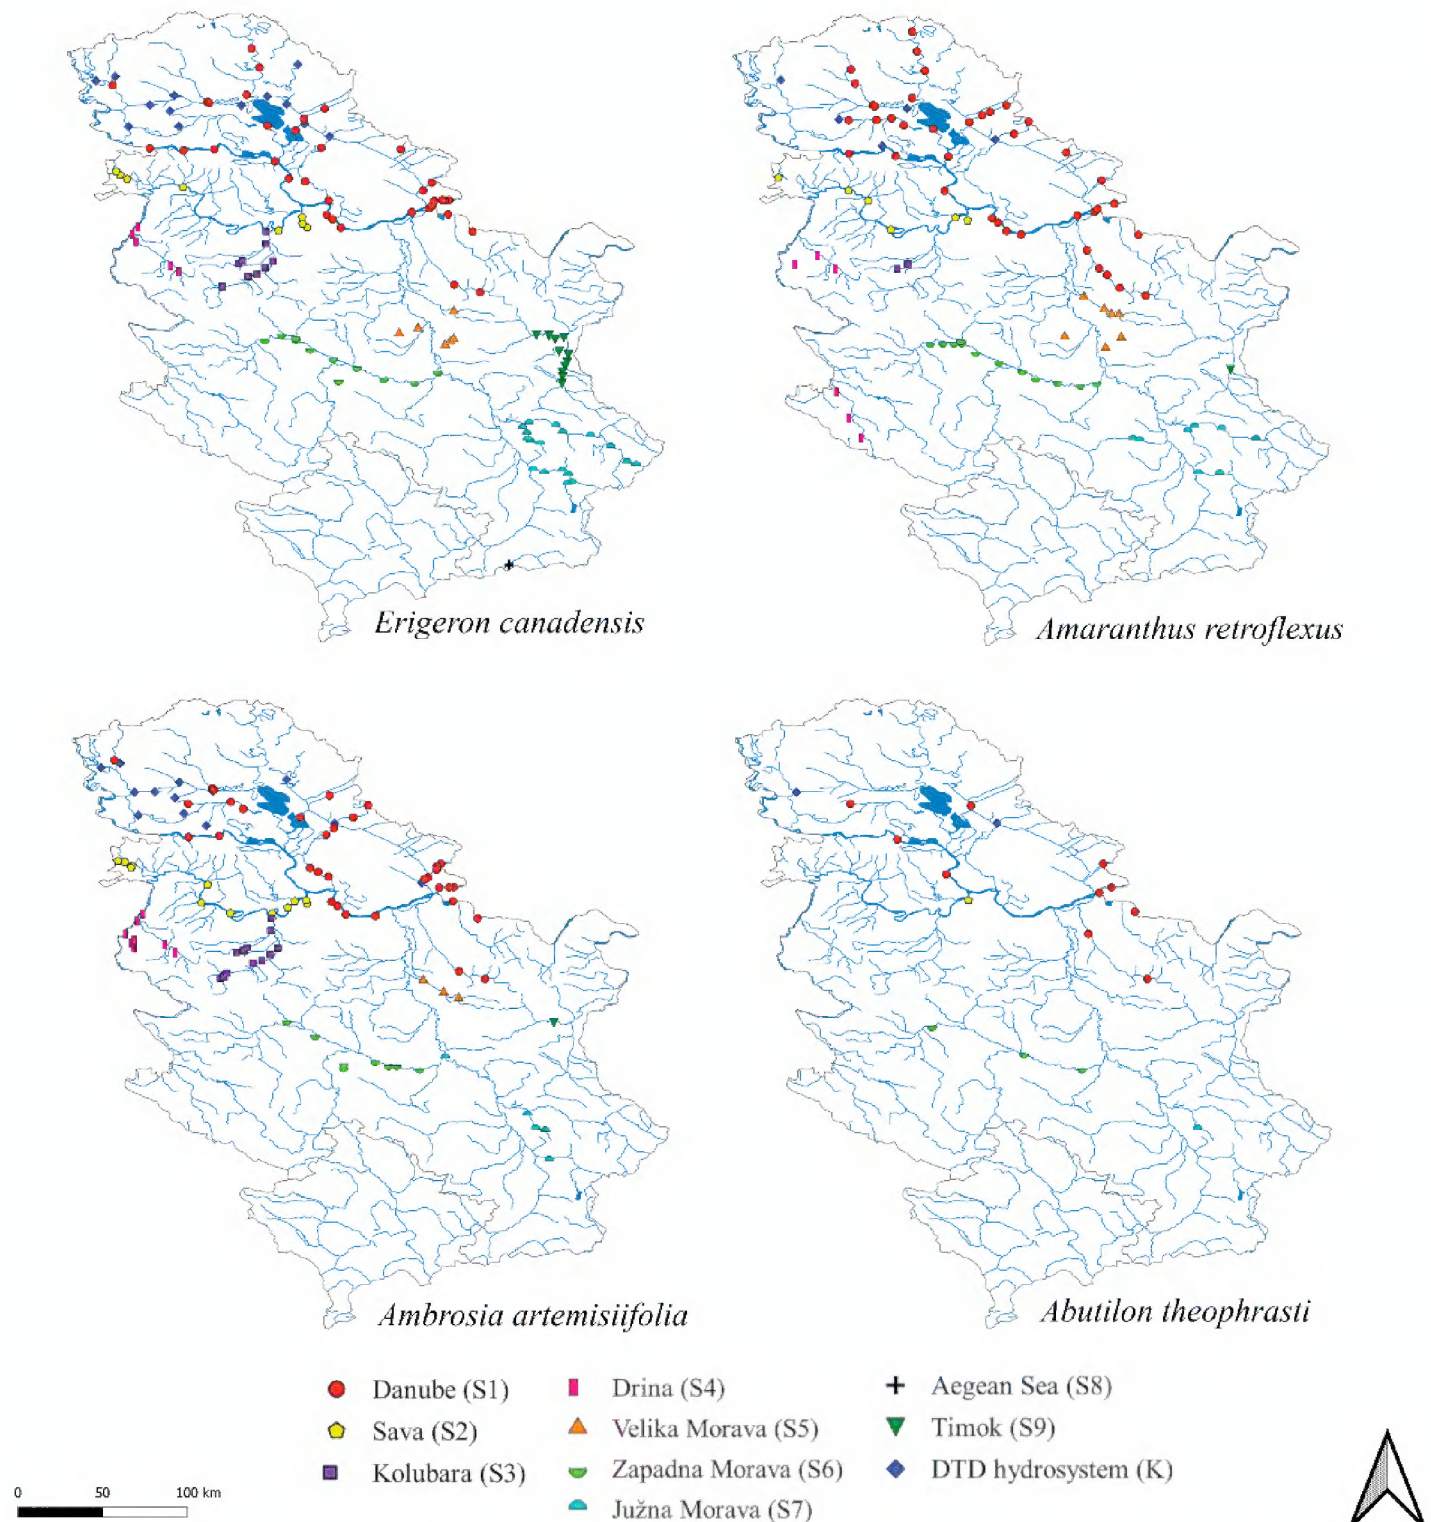 Erigeron canadensis
Amaranthus retroflexus
Ambrosia artemisiifolia
Abutilon theophrasti
Danube (S1)
Sava (S2)
Kolubara (S3)
Drina (S4)
Velika Morava (S5)
Zapadna Morava (S6)
Južna Morava (S7)
Aegean Sea (S8)
Timok (S9)
DTD hydrosystem (K)
0 50 100 km